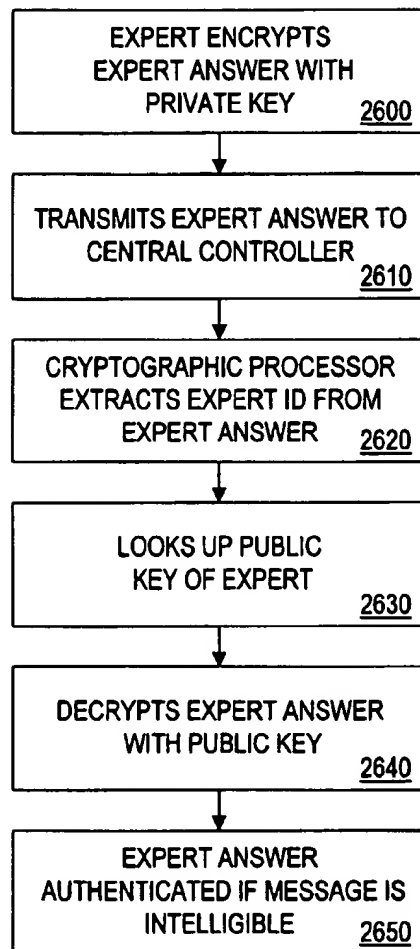 EXPERT ENCRYPTS
EXPERT ANSWER WITH
PRIVATE KEY
2600
TRANSMITS EXPERT ANSWER TO
CENTRAL CONTROLLER
2610
CRYPTOGRAPHIC PROCESSOR
EXTRACTS EXPERT ID FROM
EXPERT ANSWER
2620
LOOKS UP PUBLIC
KEY OF EXPERT
2630
DECRYPTS EXPERT ANSWER
WITH PUBLIC KEY
2640
EXPERT ANSWER
AUTHENTICATED IF MESSAGE IS
INTELLIGIBLE
2650